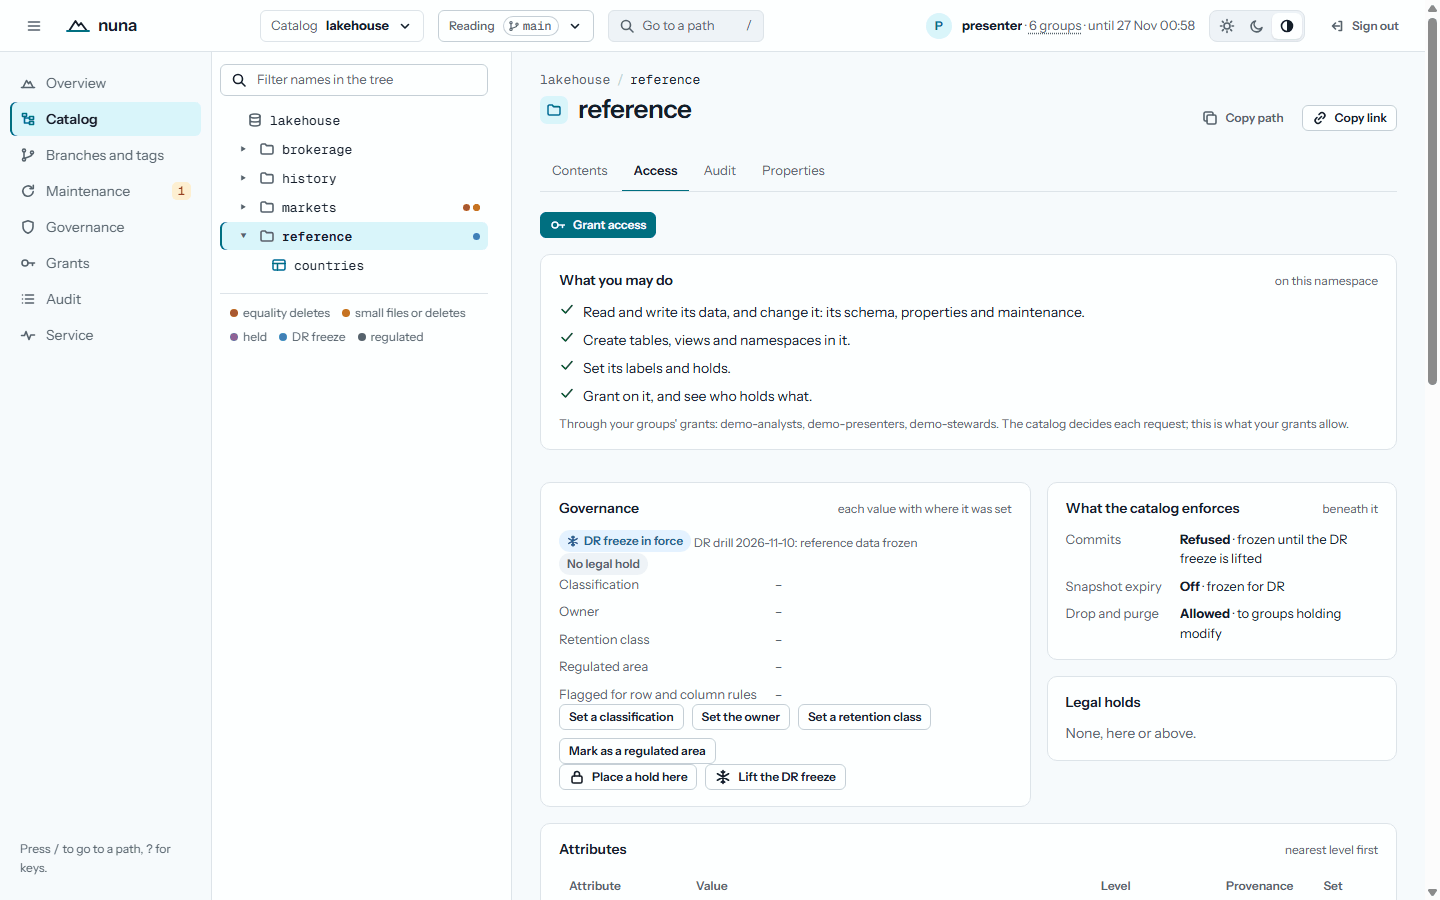 nuna
Catalog lakehouse
Reading main
Go to a path /
P
presenter · 6 groups · until 27 Nov 00:58
Sign out
Overview
Catalog
Branches and tags
Maintenance 1
Governance
Grants
Audit
Service
Press / to go to a path, ? for
keys.
Filter names in the tree
lakehouse
brokerage
history
markets
reference
countries
equality deletes small files or deletes
held DR freeze regulated
lakehouse / reference
reference
Copy path Copy link
Contents Access Audit Properties
Grant access
What you may do on this namespace
Read and write its data, and change it: its schema, properties and maintenance.
Create tables, views and namespaces in it.
Set its labels and holds.
Grant on it, and see who holds what.
Through your groups' grants: demo-analysts, demo-presenters, demo-stewards. The catalog decides each request; this is what your grants allow.
Governance each value with where it was set
DR freeze in force DR drill 2026-11-10: reference data frozen
No legal hold
Classification –
Owner –
Retention class –
Regulated area –
Flagged for row and column rules –
Set a classification Set the owner Set a retention class
Mark as a regulated area
Place a hold here Lift the DR freeze
What the catalog enforces beneath it
Commits Refused · frozen until the DR
freeze is lifted
Snapshot expiry Off · frozen for DR
Drop and purge Allowed · to groups holding
modify
Legal holds
None, here or above.
Attributes nearest level first
Attribute Value Level Provenance Set